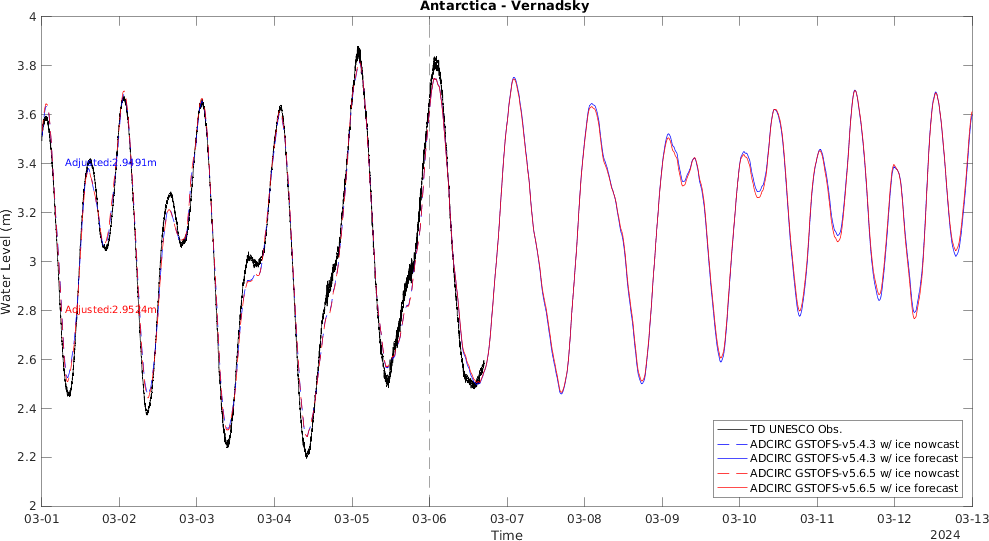 Antarctica - Vernadsky
4
3.8
3.6
3.4
3.2
3
2.8
2.6
2.4
2.2
2
Water Level (m)
Adjusted:2.9491m
Adjusted:2.9524m
TD UNESCO Obs.
ADCIRC GSTOFS-v5.4.3 w/ ice nowcast
ADCIRC GSTOFS-v5.4.3 w/ ice forecast
ADCIRC GSTOFS-v5.6.5 w/ ice nowcast
ADCIRC GSTOFS-v5.6.5 w/ ice forecast
03-01 03-02 03-03 03-04 03-05 03-06 03-07 03-08 03-09 03-10 03-11 03-12 03-13
Time
2024